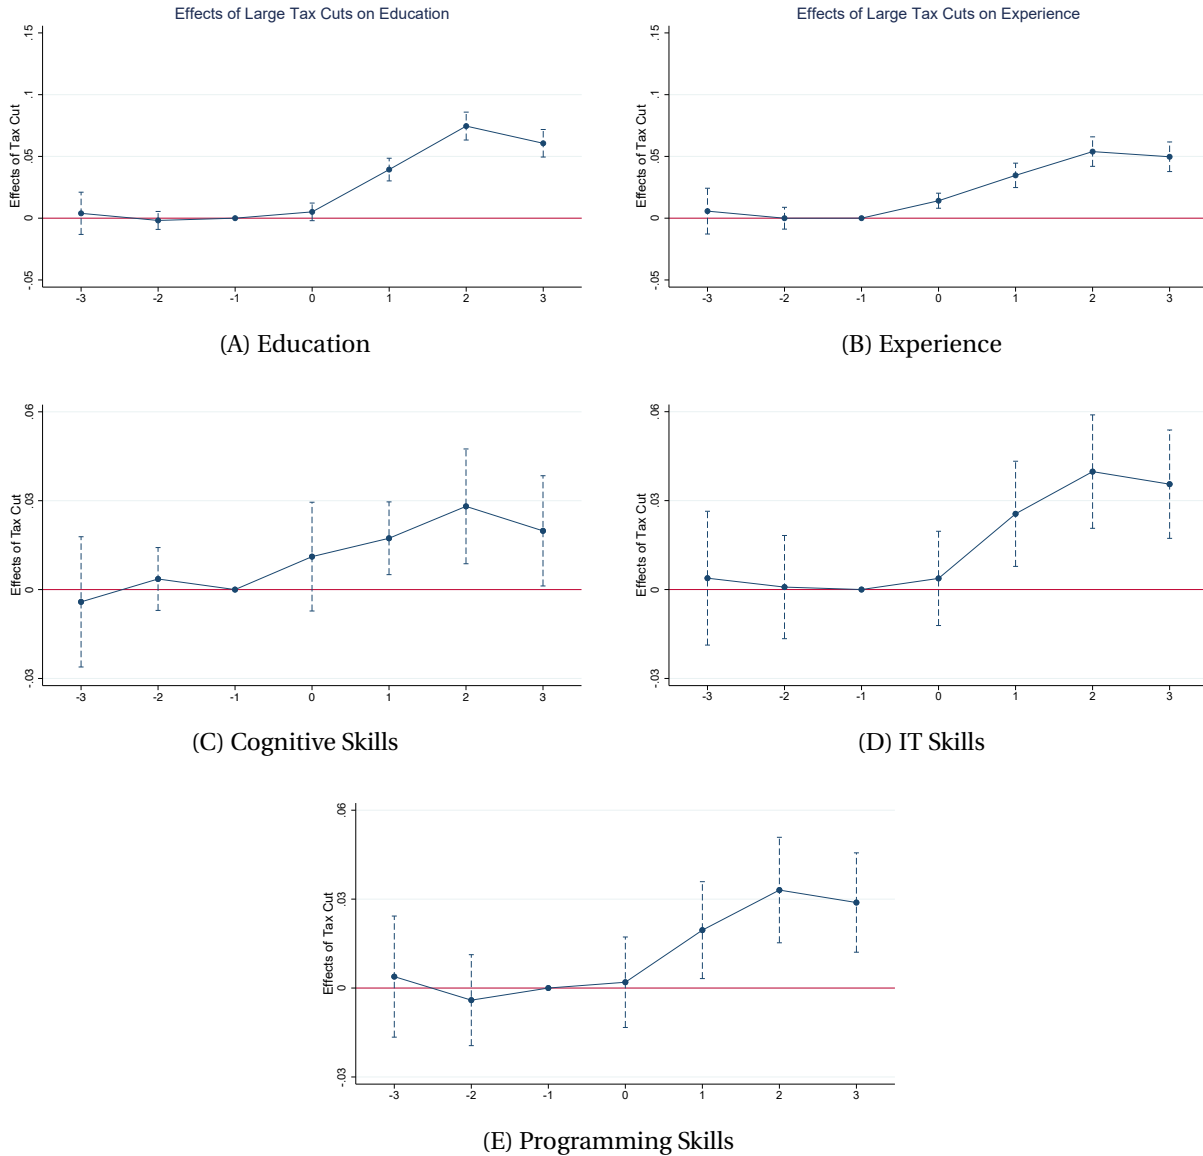 Effects of Large Tax Cuts on Education
Effects of Tax Cut
.15
.1
.05
0
-.05
-3 -2 -1 0 1 2 3
(A) Education
Effects of Large Tax Cuts on Experience
Effects of Tax Cut
.15
.1
.05
0
-.05
-3 -2 -1 0 1 2 3
(B) Experience
Effects of Tax Cut
.06
.03
0
-.03
-3 -2 -1 0 1 2 3
(C) Cognitive Skills
Effects of Tax Cut
.06
.03
0
-.03
-3 -2 -1 0 1 2 3
(D) IT Skills
Effects of Tax Cut
.06
.03
0
-.03
-3 -2 -1 0 1 2 3
(E) Programming Skills